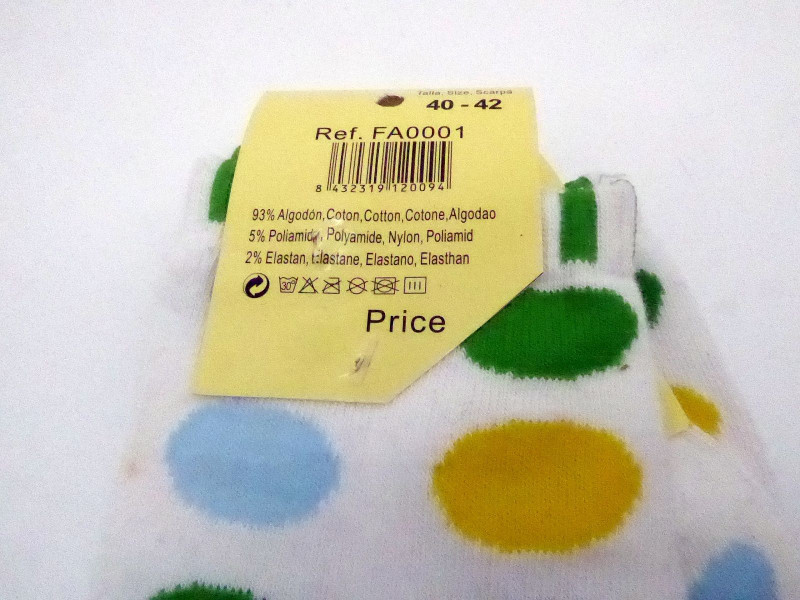 Talla, Size, Scarpa
40 - 42
Ref. FA0001
8 432319 120094
93% Algodón,Coton,Cotton,Cotone,Algodao
5% Poliamida, Polyamide, Nylon, Poliamid
2% Elastan, Elastane, Elastano, Elasthan
30°
Price